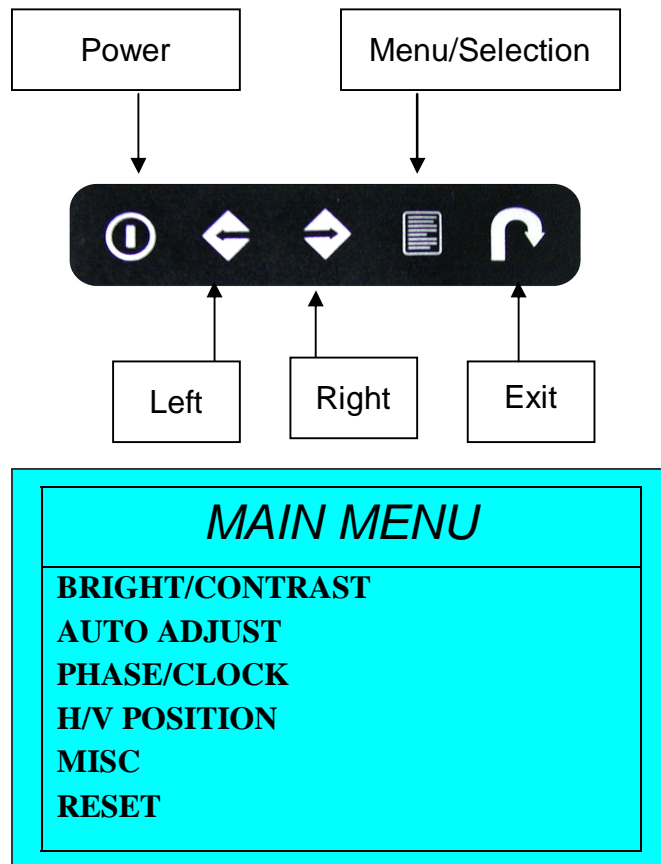 Power
Menu/Selection
Left
Right
Exit
MAIN MENU
BRIGHT/CONTRAST
AUTO ADJUST
PHASE/CLOCK
H/V POSITION
MISC
RESET